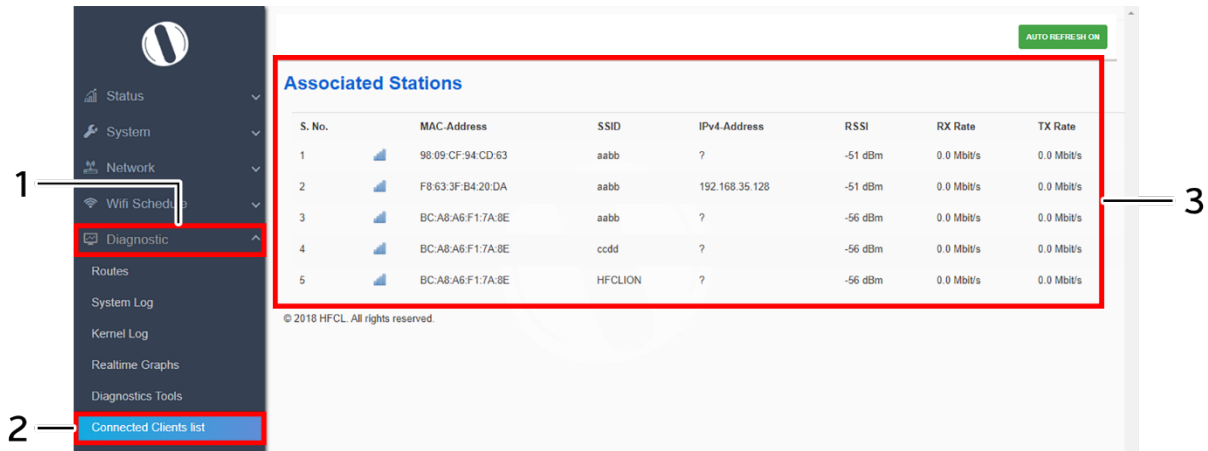 AUTO REFRESH ON
Associated Stations
Status
System
Network
Wifi Schedule
Diagnostic
Routes
System Log
Kernel Log
Realtime Graphs
Diagnostics Tools
Connected Clients list
1
2
3
S. No. MAC-Address SSID IPv4-Address RSSI RX Rate TX Rate
1 98:09:CF:94:CD:63 aabb ? -51 dBm 0.0 Mbit/s 0.0 Mbit/s
2 F8:63:3F:B4:20:DA aabb 192.168.35.128 -51 dBm 0.0 Mbit/s 0.0 Mbit/s
3 BC:A8:A6:F1:7A:8E aabb ? -56 dBm 0.0 Mbit/s 0.0 Mbit/s
4 BC:A8:A6:F1:7A:8E ccdd ? -56 dBm 0.0 Mbit/s 0.0 Mbit/s
5 BC:A8:A6:F1:7A:8E HFCLION ? -56 dBm 0.0 Mbit/s 0.0 Mbit/s
© 2018 HFCL. All rights reserved.